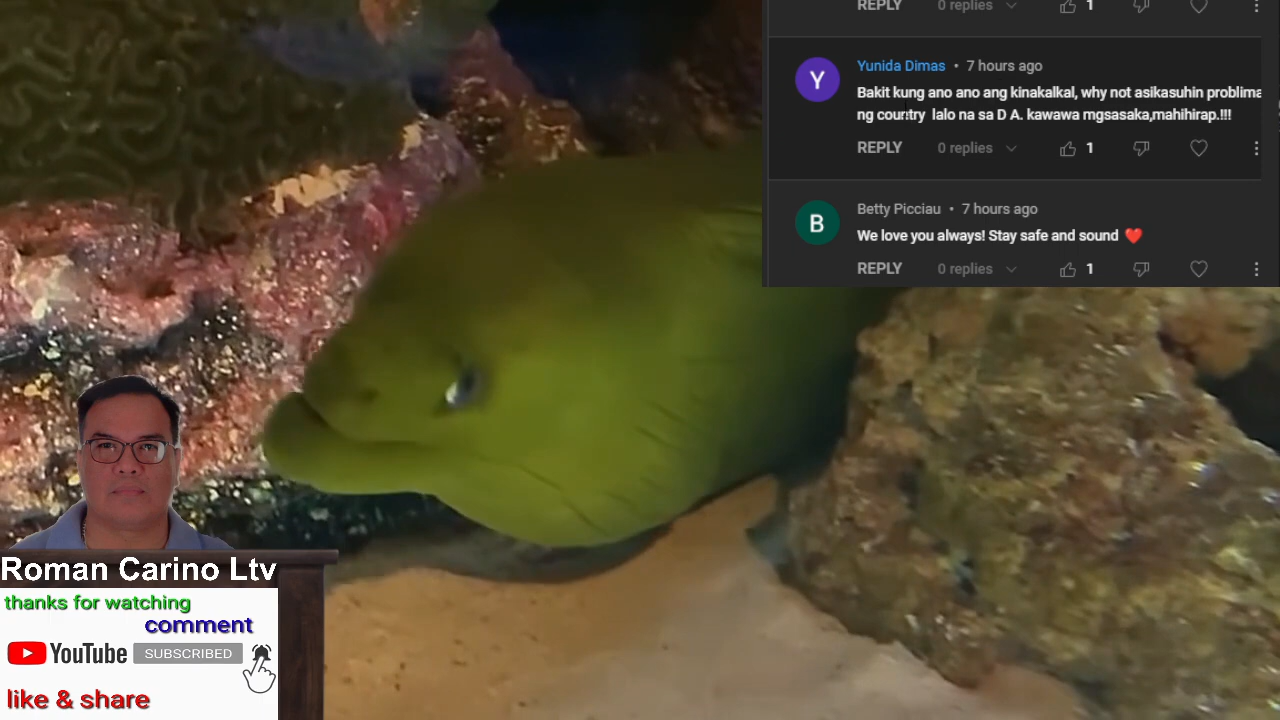 REPLY 0 replies 1
Y
Yunida Dimas • 7 hours ago
Bakit kung ano ano ang kinakalkal, why not asikasuhin problima
ng country lalo na sa D A. kawawa mgsasaka,mahihirap.!!!
REPLY 0 replies 1
B
Betty Picciau • 7 hours ago
We love you always! Stay safe and sound ❤️
REPLY 0 replies 1
Roman Carino Ltv
thanks for watching
comment
YouTube SUBSCRIBED
like & share